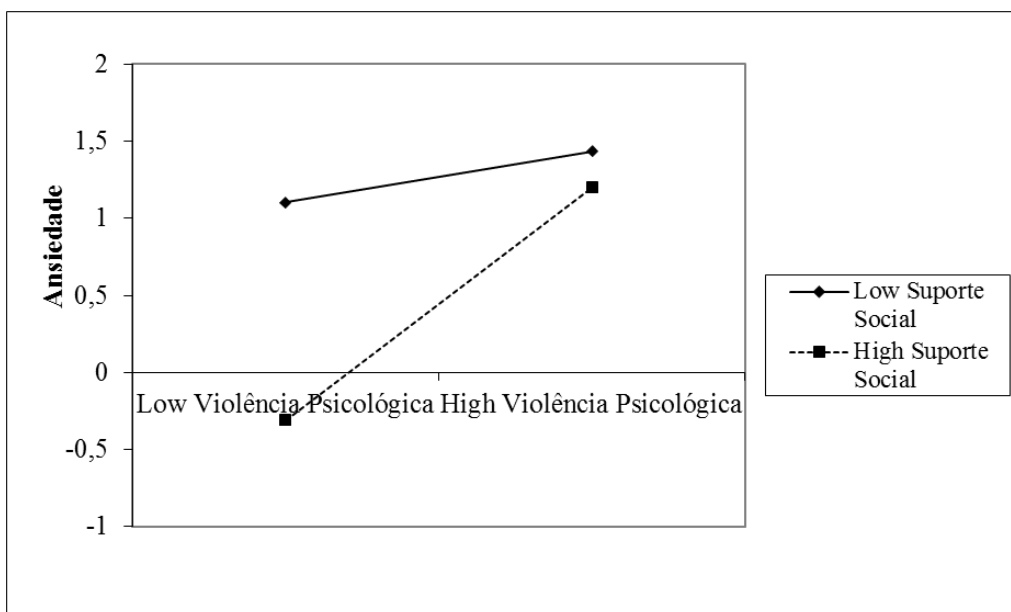 2
1,5
1
0,5
0
-0,5
-1
Ansiedade
Low Violência Psicológica High Violência Psicológica
Low Suporte
Social
High Suporte
Social